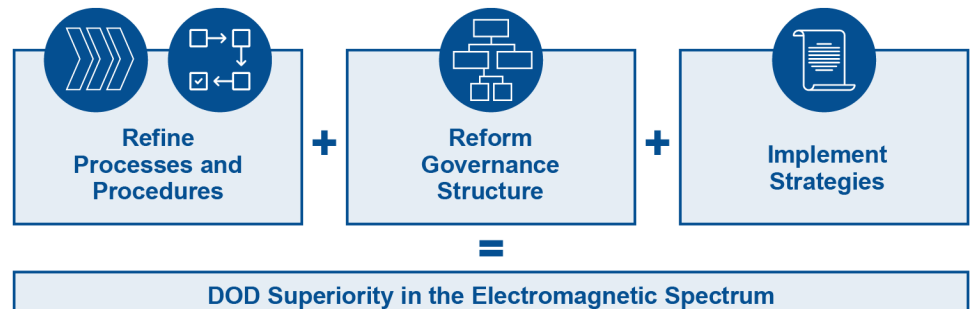 Refine
Processes and
Procedures
+
Reform
Governance
Structure
+
Implement
Strategies
=
DOD Superiority in the Electromagnetic Spectrum